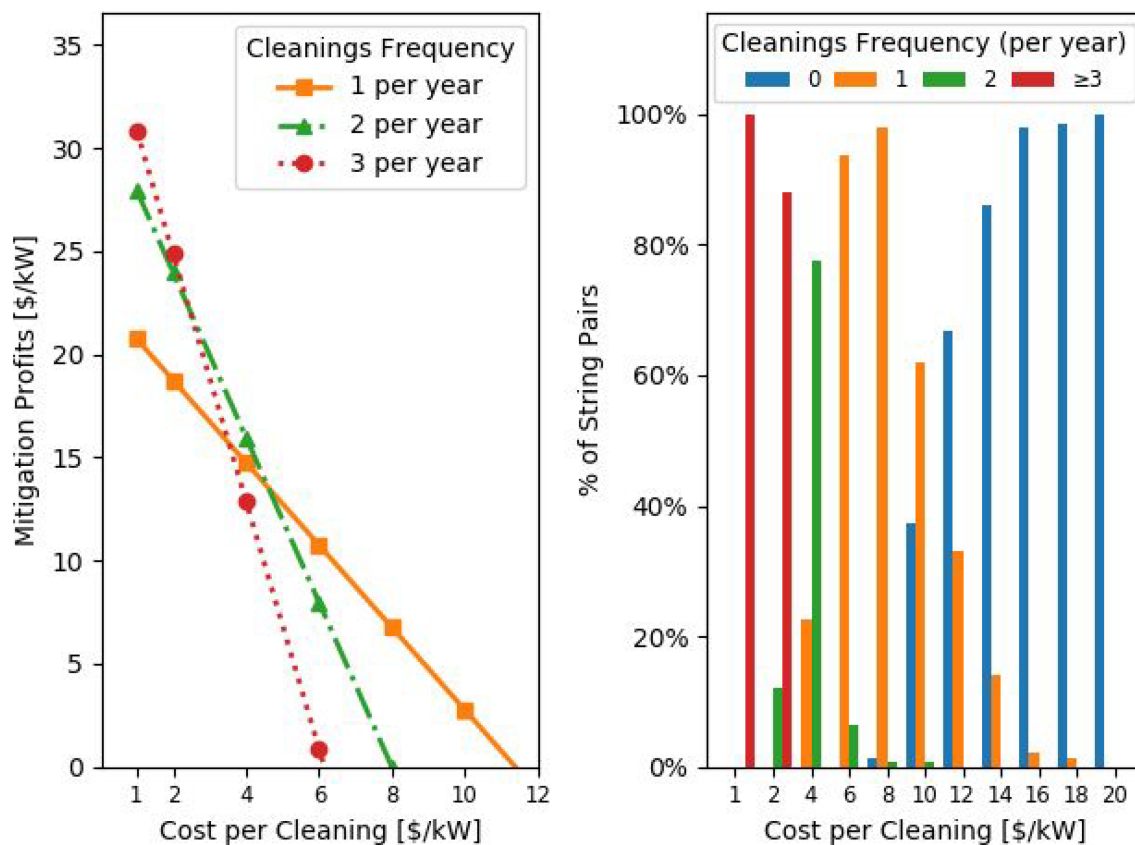 Cleanings Frequency
1 per year
2 per year
3 per year
35
30
25
20
15
10
5
0
Mitigation Profits [$/kW]
1 2 4 6 8 10 12
Cost per Cleaning [$/kW]
Cleanings Frequency (per year)
0 1 2 ≥3
100%
80%
60%
40%
20%
0%
% of String Pairs
1 2 4 6 8 10 12 14 16 18 20
Cost per Cleaning [$/kW]